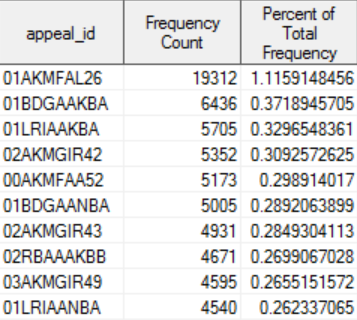 appeal_id Frequency Count Percent of Total Frequency
01AKMFAL26 19312 1.1159148456
01BDGAAKBA 6436 0.3718945705
01LRIAAKBA 5705 0.3296548361
02AKMGIR42 5352 0.3092572625
00AKMFAA52 5173 0.298914017
01BDGAANBA 5005 0.2892063899
02AKMGIR43 4931 0.2849304113
02RBAAAKBB 4671 0.2699067028
03AKMGIR49 4595 0.2655151572
01LRIAANBA 4540 0.262337065